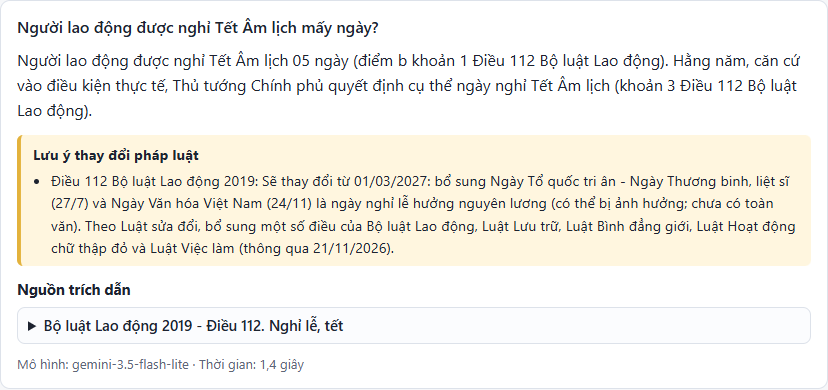 Người lao động được nghỉ Tết Âm lịch mấy ngày?
Người lao động được nghỉ Tết Âm lịch 05 ngày (điểm b khoản 1 Điều 112 Bộ luật Lao động). Hằng năm, căn cứ
vào điều kiện thực tế, Thủ tướng Chính phủ quyết định cụ thể ngày nghỉ Tết Âm lịch (khoản 3 Điều 112 Bộ luật
Lao động).
Lưu ý thay đổi pháp luật
• Điều 112 Bộ luật Lao động 2019: Sẽ thay đổi từ 01/03/2027: bổ sung Ngày Tổ quốc tri ân - Ngày Thương binh, liệt sĩ
(27/7) và Ngày Văn hóa Việt Nam (24/11) là ngày nghỉ lễ hưởng nguyên lương (có thể bị ảnh hưởng; chưa có toàn
văn). Theo Luật sửa đổi, bổ sung một số điều của Bộ luật Lao động, Luật Lưu trữ, Luật Bình đẳng giới, Luật Hoạt động
chữ thập đỏ và Luật Việc làm (thông qua 21/11/2026).
Nguồn trích dẫn
▶ Bộ luật Lao động 2019 - Điều 112. Nghỉ lễ, tết
Mô hình: gemini-3.5-flash-lite · Thời gian: 1,4 giây